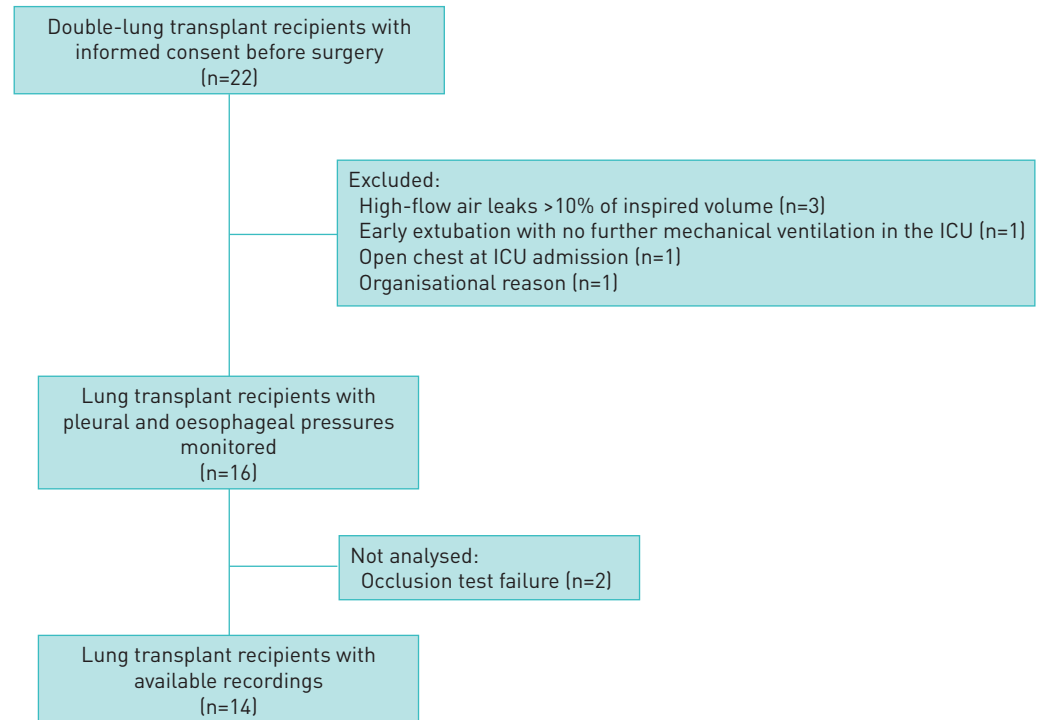 Double-lung transplant recipients with
informed consent before surgery
(n=22)
Excluded:
High-flow air leaks >10% of inspired volume (n=3)
Early extubation with no further mechanical ventilation in the ICU (n=1)
Open chest at ICU admission (n=1)
Organisational reason (n=1)
Lung transplant recipients with
pleural and oesophageal pressures
monitored
(n=16)
Not analysed:
Occlusion test failure (n=2)
Lung transplant recipients with
available recordings
(n=14)